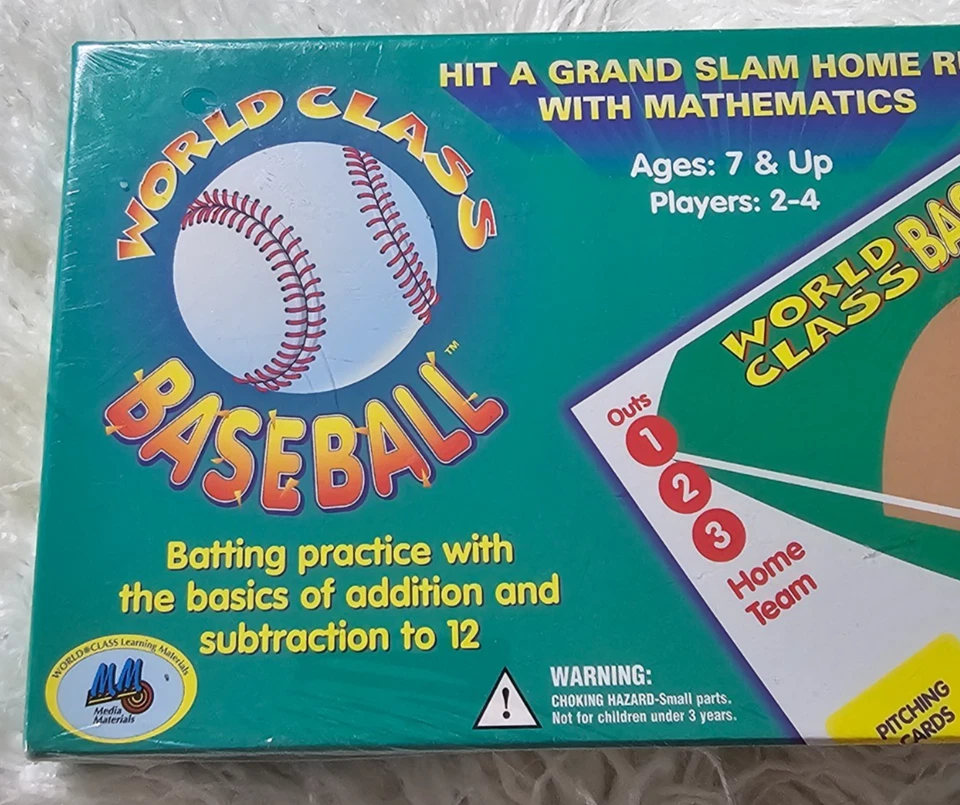 HIT A GRAND SLAM HOME
WITH MATHEMATICS
Ages: 7 & Up
Players: 2-4
WORLD CLASS
BASEBALL™
Batting practice with
the basics of addition and
subtraction to 12
WORLD CLASS Learning Materials
MM
Media
Materials
WARNING:
CHOKING HAZARD-Small parts.
Not for children under 3 years.
WORLD
CLASS
Outs
1
2
3
Home
Team
PITCHING
CARDS